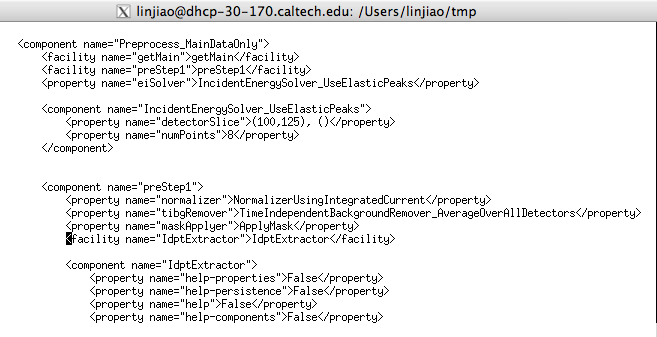 linjiao@dhcp-30-170.caltech.edu: /Users/linjiao/tmp
<component name="Preprocess_MainDataOnly">
<facility name="getMain">getMain</facility>
<facility name="preStep1">preStep1</facility>
<property name="eiSolver">IncidentEnergySolver_UseElasticPeaks</property>
<component name="IncidentEnergySolver_UseElasticPeaks">
<property name="detectorSlice">(100,125), ()</property>
<property name="numPoints">8</property>
</component>
<component name="preStep1">
<property name="normalizer">NormalizerUsingIntegratedCurrent</property>
<property name="tibgRemover">TimeIndependentBackgroundRemover_AverageOverAllDetectors</property>
<property name="maskApplyer">ApplyMask</property>
<facility name="IdptExtractor">IdptExtractor</facility>
<component name="IdptExtractor">
<property name="help-properties">False</property>
<property name="help-persistence">False</property>
<property name="help">False</property>
<property name="help-components">False</property>